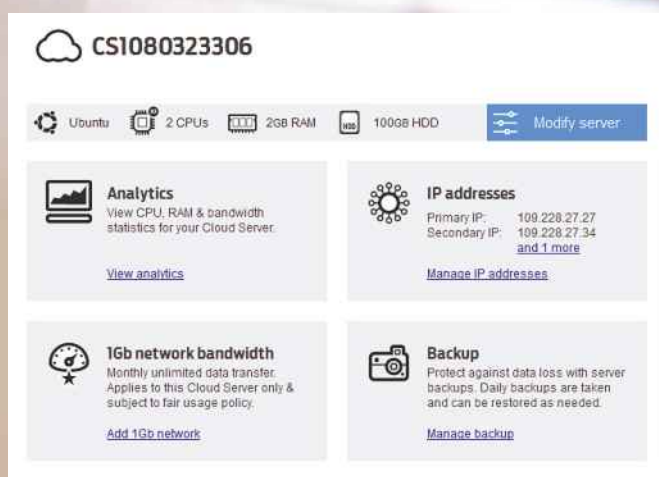 CS1080323306
Ubuntu 2 CPUs 2GB RAM HDD 100GB HDD Modify server
Analytics
View CPU, RAM & bandwidth
statistics for your Cloud Server.
View analytics
IP addresses
Primary IP: 109.228.27.27
Secondary IP: 109.228.27.34
and 1 more
Manage IP addresses
1Gb network bandwidth
Monthly unlimited data transfer.
Applies to this Cloud Server only &
subject to fair usage policy.
Add 1Gb network
Backup
Protect against data loss with server
backups. Daily backups are taken
and can be restored as needed.
Manage backup